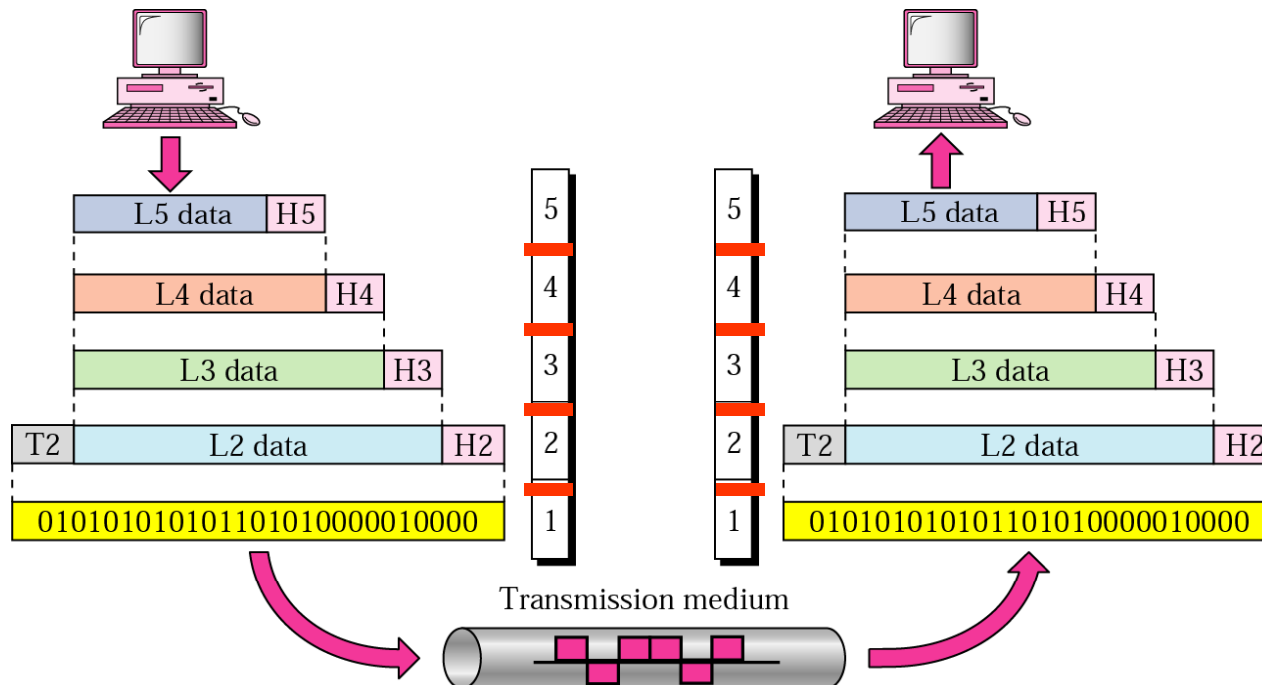 L5 data H5 5 5 L5 data H5
L4 data H4 4 4 L4 data H4
L3 data H3 3 3 L3 data H3
T2 L2 data H2 2 2 T2 L2 data H2
010101010101101010000010000 1 1 010101010101101010000010000
Transmission medium